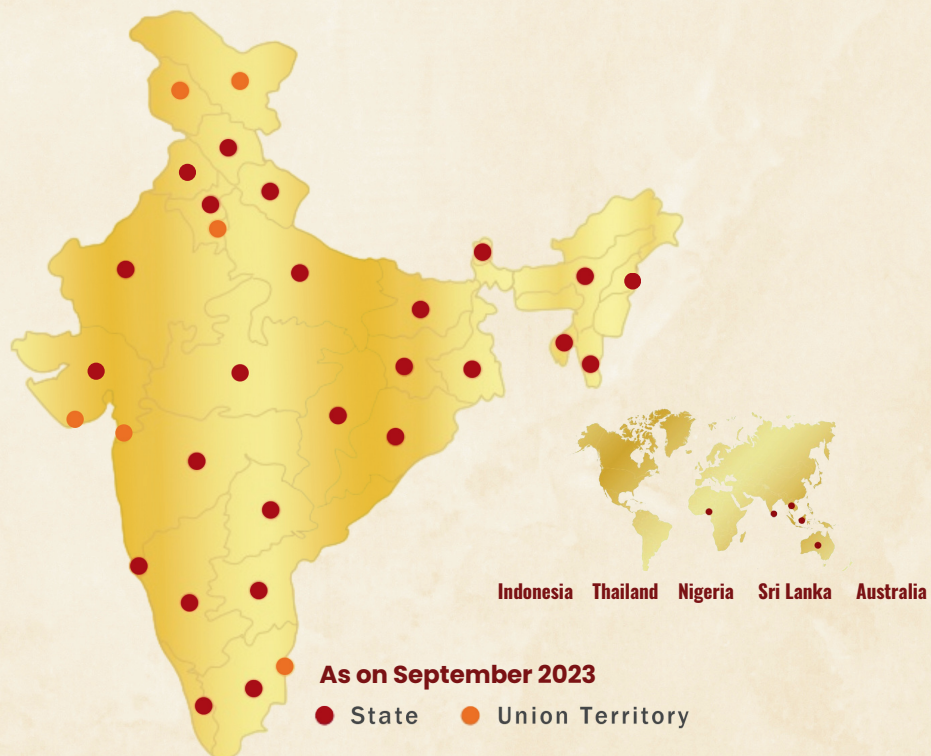 Indonesia Thailand Nigeria Sri Lanka Australia
As on September 2023
State Union Territory